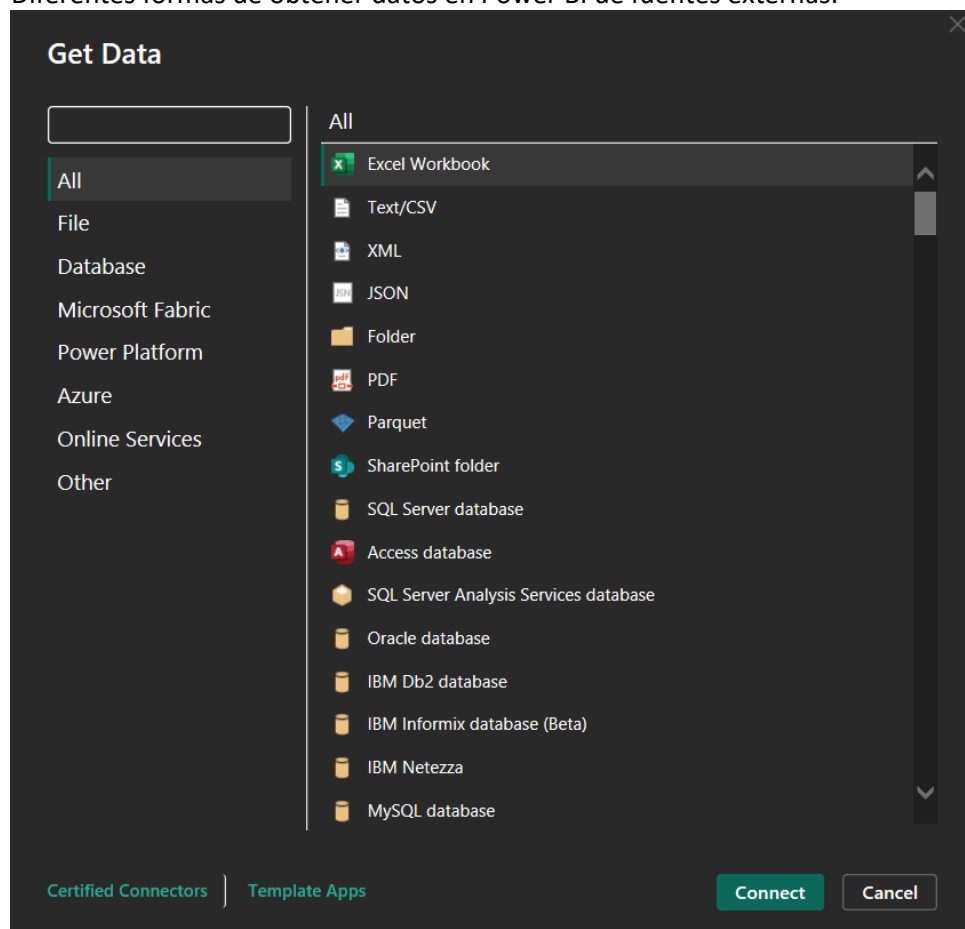 Diferentes formas de obtener datos en Power BI de fuentes externas.
Get Data
All
File
Database
Microsoft Fabric
Power Platform
Azure
Online Services
Other
All
Excel Workbook
Text/CSV
XML
JSON
Folder
PDF
Parquet
SharePoint folder
SQL Server database
Access database
SQL Server Analysis Services database
Oracle database
IBM Db2 database
IBM Informix database (Beta)
IBM Netezza
MySQL database
Certified Connectors
Template Apps
Connect
Cancel